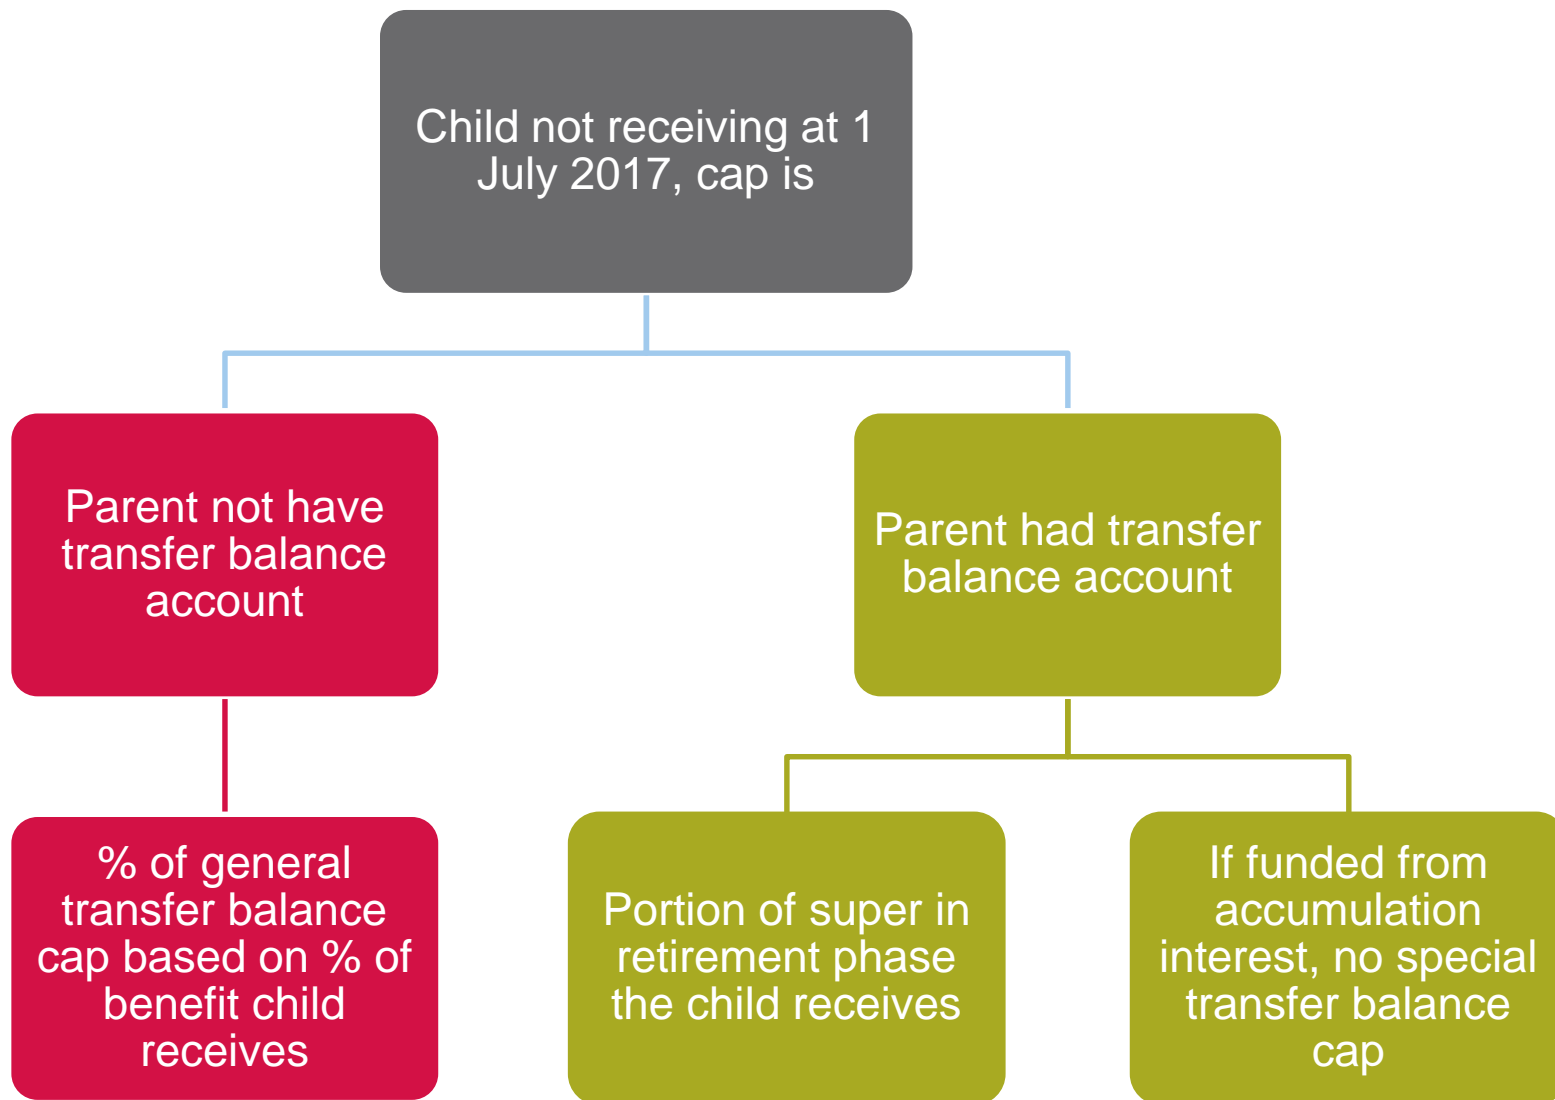 Child not receiving at 1
July 2017, cap is
Parent not have
transfer balance
account
Parent had transfer
balance account
% of general
transfer balance
cap based on % of
benefit child
receives
Portion of super in
retirement phase
the child receives
If funded from
accumulation
interest, no special
transfer balance
cap